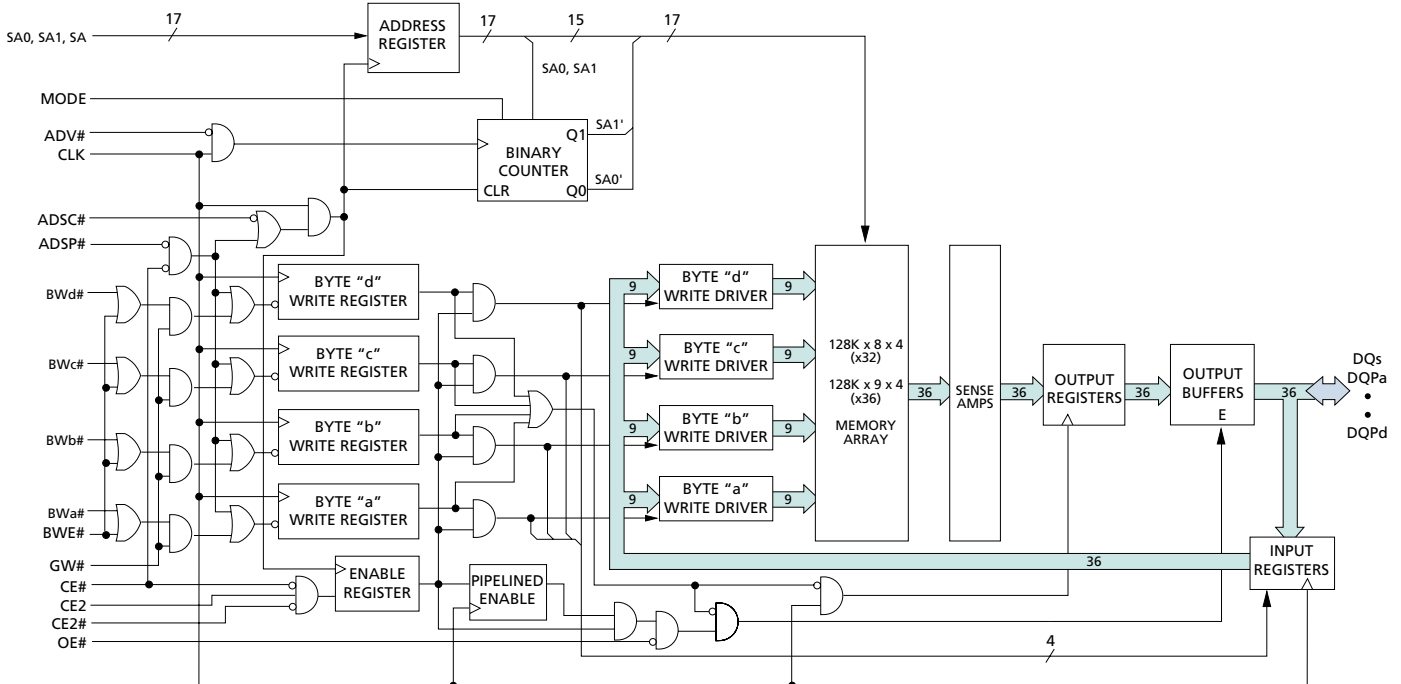 17
ADDRESS
REGISTER
17
15
17
SA0, SA1, SA
SA0, SA1
MODE
ADV#
CLK
BINARY
COUNTER
CLR
Q1
Q0
SA1'
SA0'
ADSC#
ADSP#
BWd#
BWc#
BWb#
BWa#
BWE#
GW#
CE#
CE2
CE2#
OE#
BYTE “d”
WRITE REGISTER
BYTE “c”
WRITE REGISTER
BYTE “b”
WRITE REGISTER
BYTE “a”
WRITE REGISTER
ENABLE
REGISTER
PIPELINED
ENABLE
9
BYTE “d”
WRITE DRIVER
9
9
BYTE “c”
WRITE DRIVER
9
9
BYTE “b”
WRITE DRIVER
9
9
BYTE “a”
WRITE DRIVER
9
128K x 8 x 4
(x32)
128K x 9 x 4
(x36)
MEMORY
ARRAY
36
SENSE
AMPS
36
OUTPUT
REGISTERS
36
OUTPUT
BUFFERS
E
36
DQs
DQPa
•
•
DQPd
36
INPUT
REGISTERS
4